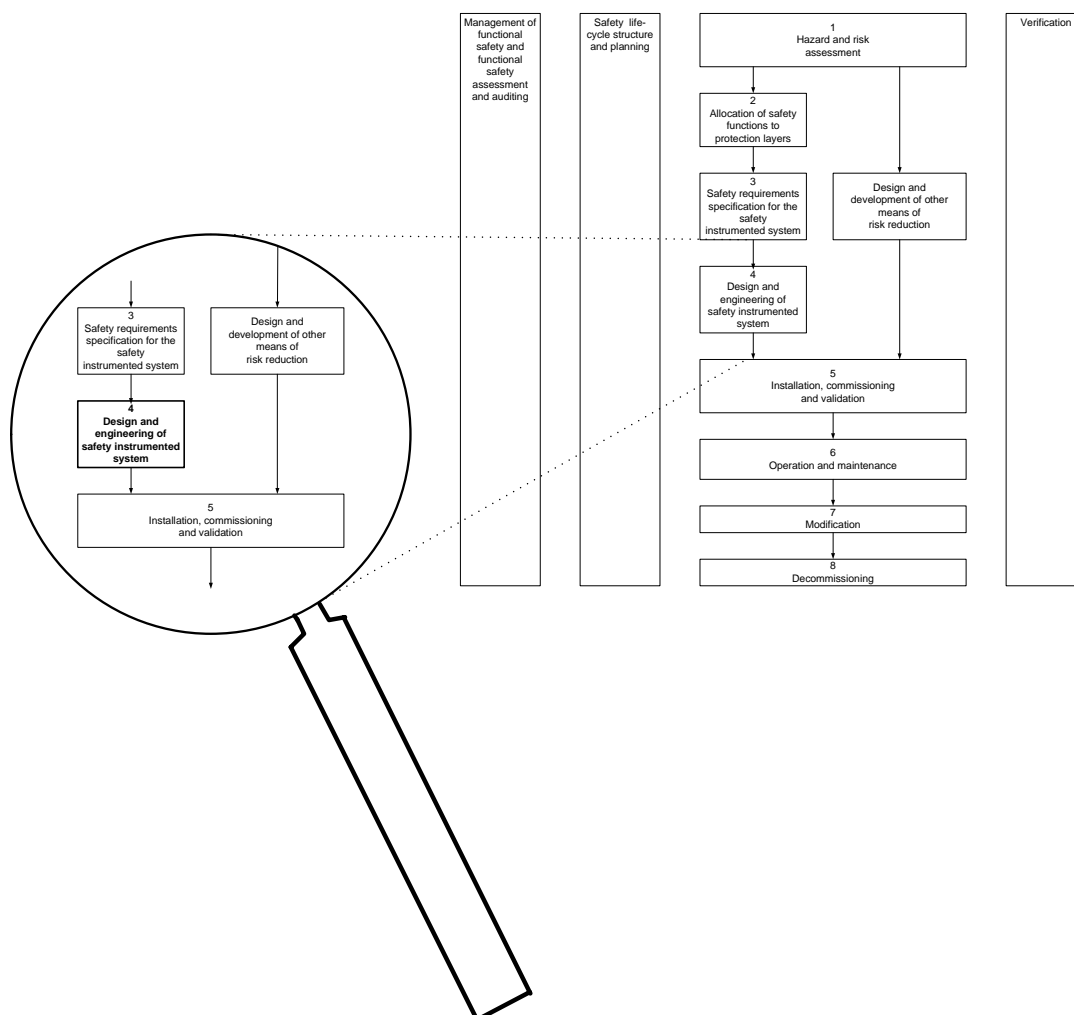 Management of
functional
safety and
functional
safety
assessment
and auditing
Safety life-
cycle structure
and planning
1
Hazard and risk
assessment
Verification
2
Allocation of safety
functions to
protection layers
3
Safety requirements
specification for the
safety
instrumented system
Design and
development of other
means of
risk reduction
4
Design and
engineering of
safety instrumented
system
5
Installation, commissioning
and validation
6
Operation and maintenance
7
Modification
8
Decommissioning
3
Safety requirements
specification for the
safety
instrumented system
Design and
development of other
means of
risk reduction
4
Design and
engineering of
safety instrumented
system
5
Installation, commissioning
and validation